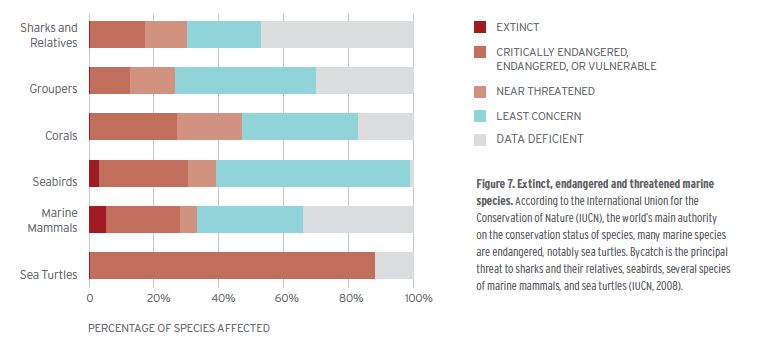 Sharks and
Relatives
Groupers
Corals
Seabirds
Marine
Mammals
Sea Turtles
0
20%
40%
60%
80%
100%
PERCENTAGE OF SPECIES AFFECTED
EXTINCT
CRITICALLY ENDANGERED,
ENDANGERED, OR VULNERABLE
NEAR THREATENED
LEAST CONCERN
DATA DEFICIENT
Figure 7. Extinct, endangered and threatened marine
species. According to the International Union for the
Conservation of Nature (IUCN), the world's main authority
on the conservation status of species, many marine species
are endangered, notably sea turtles. Bycatch is the principal
threat to sharks and their relatives, seabirds, several species
of marine mammals, and sea turtles (IUCN, 2008).